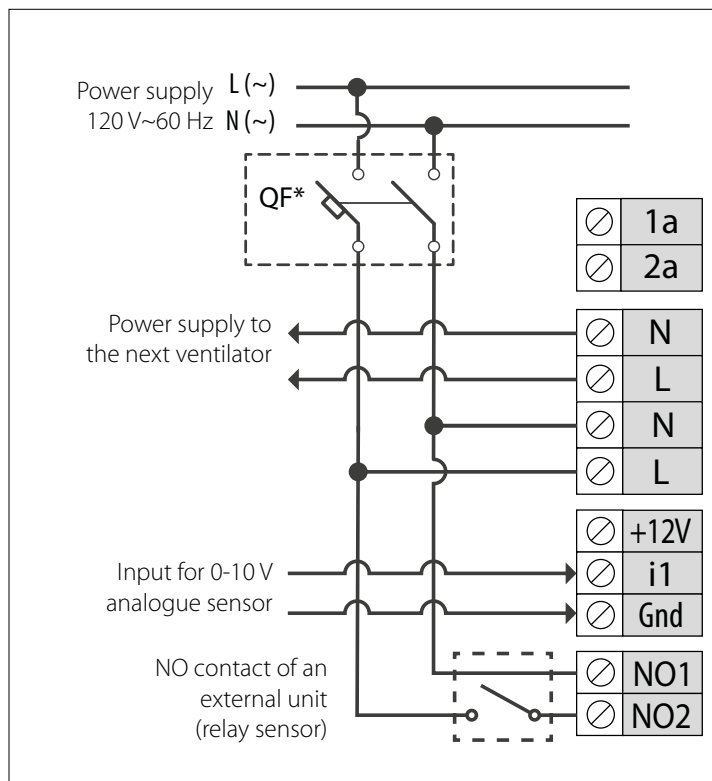 Power supply L (~)
120 V~60 Hz N (~)
QF*
1a
2a
Power supply to
the next ventilator
N
L
N
L
+12V
Input for 0-10 V
analogue sensor
i1
Gnd
NO contact of an
external unit
(relay sensor)
NO1
NO2